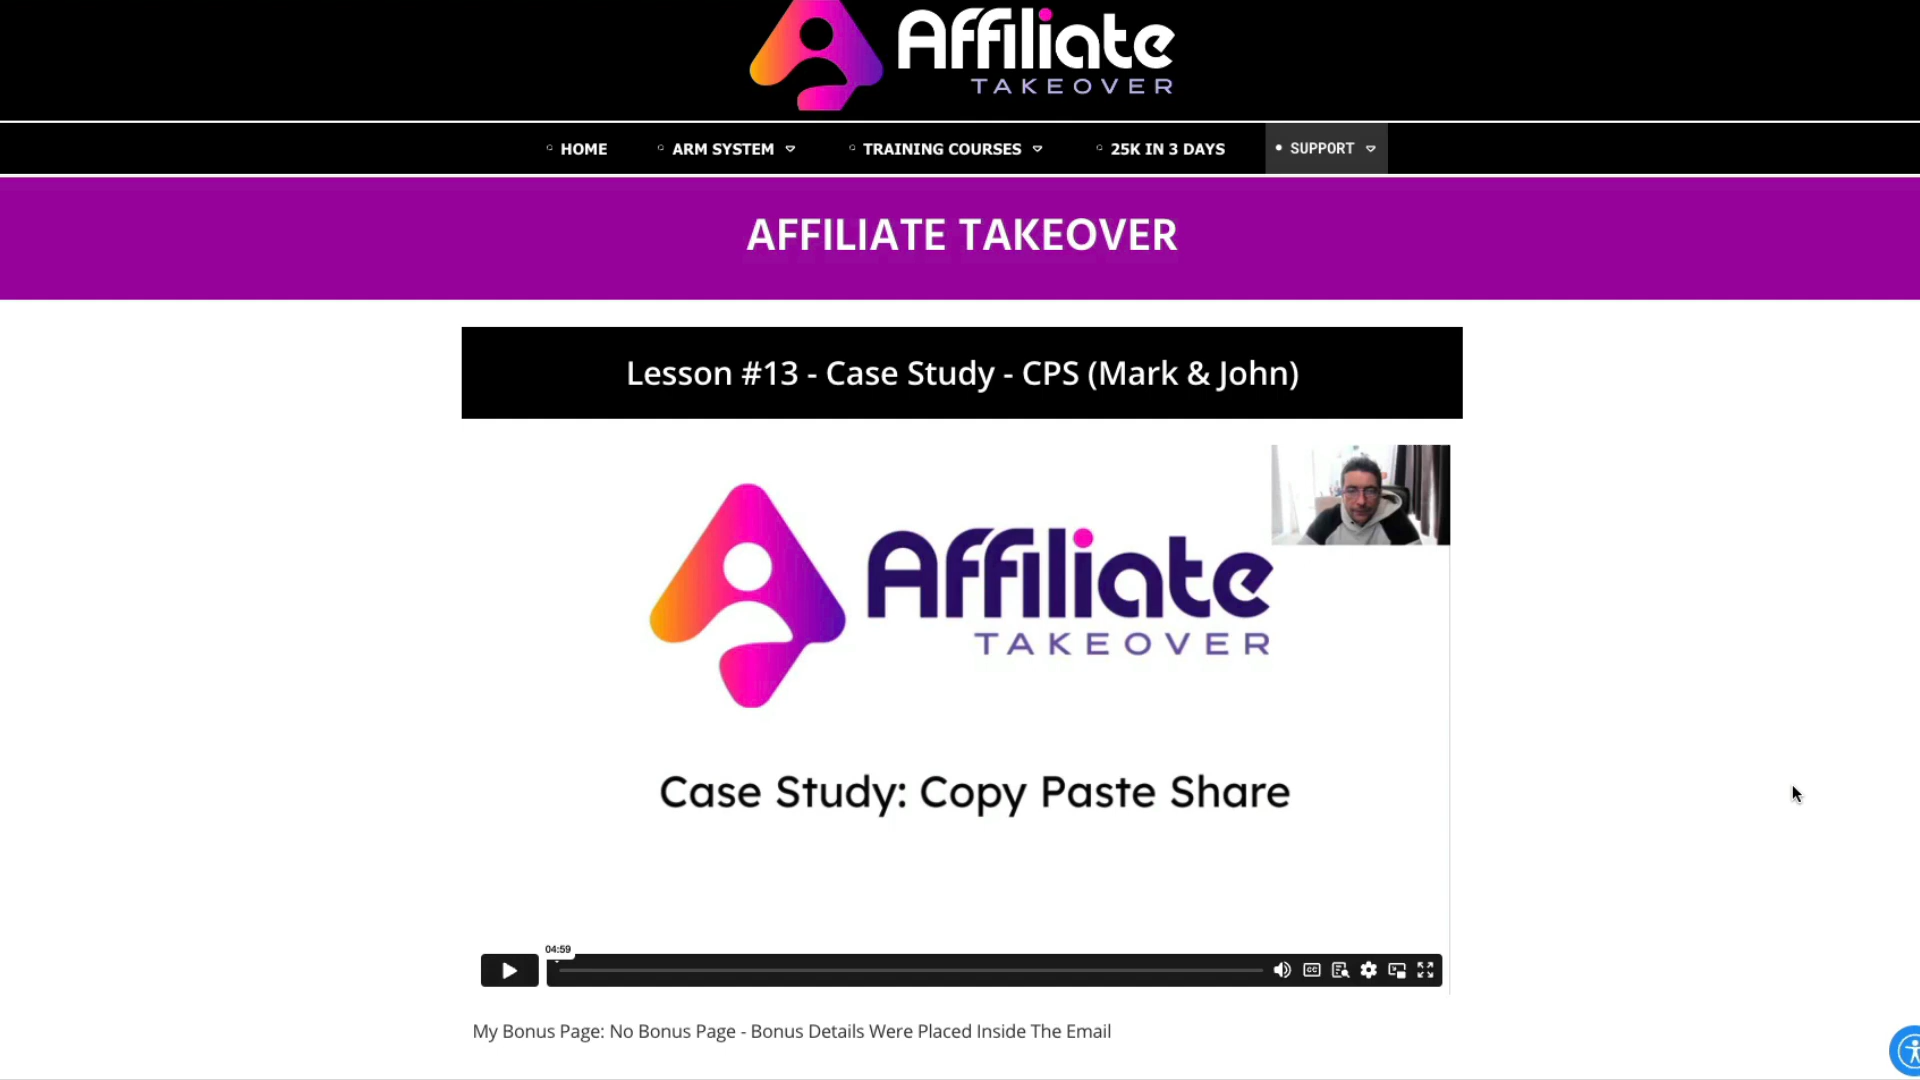 Affiliate
TAKEOVER
HOME
ARM SYSTEM
TRAINING COURSES
25K IN 3 DAYS
SUPPORT
AFFILIATE TAKEOVER
Lesson #13 - Case Study - CPS (Mark & John)
Affiliate
TAKEOVER
Case Study: Copy Paste Share
04:59
CC
My Bonus Page: No Bonus Page - Bonus Details Were Placed Inside The Email